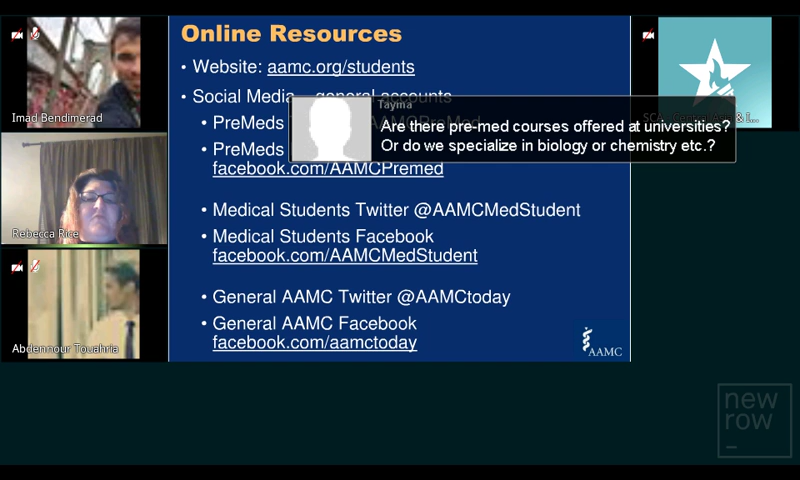 Online Resources
• Website: aamc.org/students
• Social Media – general accounts
• PreMeds
• PreMeds
facebook.com/AAMCPremed
• Medical Students Twitter @AAMCMedStudent
• Medical Students Facebook
facebook.com/AAMCMedStudent
• General AAMC Twitter @AAMCtoday
• General AAMC Facebook
facebook.com/aamctoday
AAMC
Tayma
Are there pre-med courses offered at universities?
Or do we specialize in biology or chemistry etc.?
Imad Bendimerad
Rebecca Rice
Abdennour Touahria
new
row
_